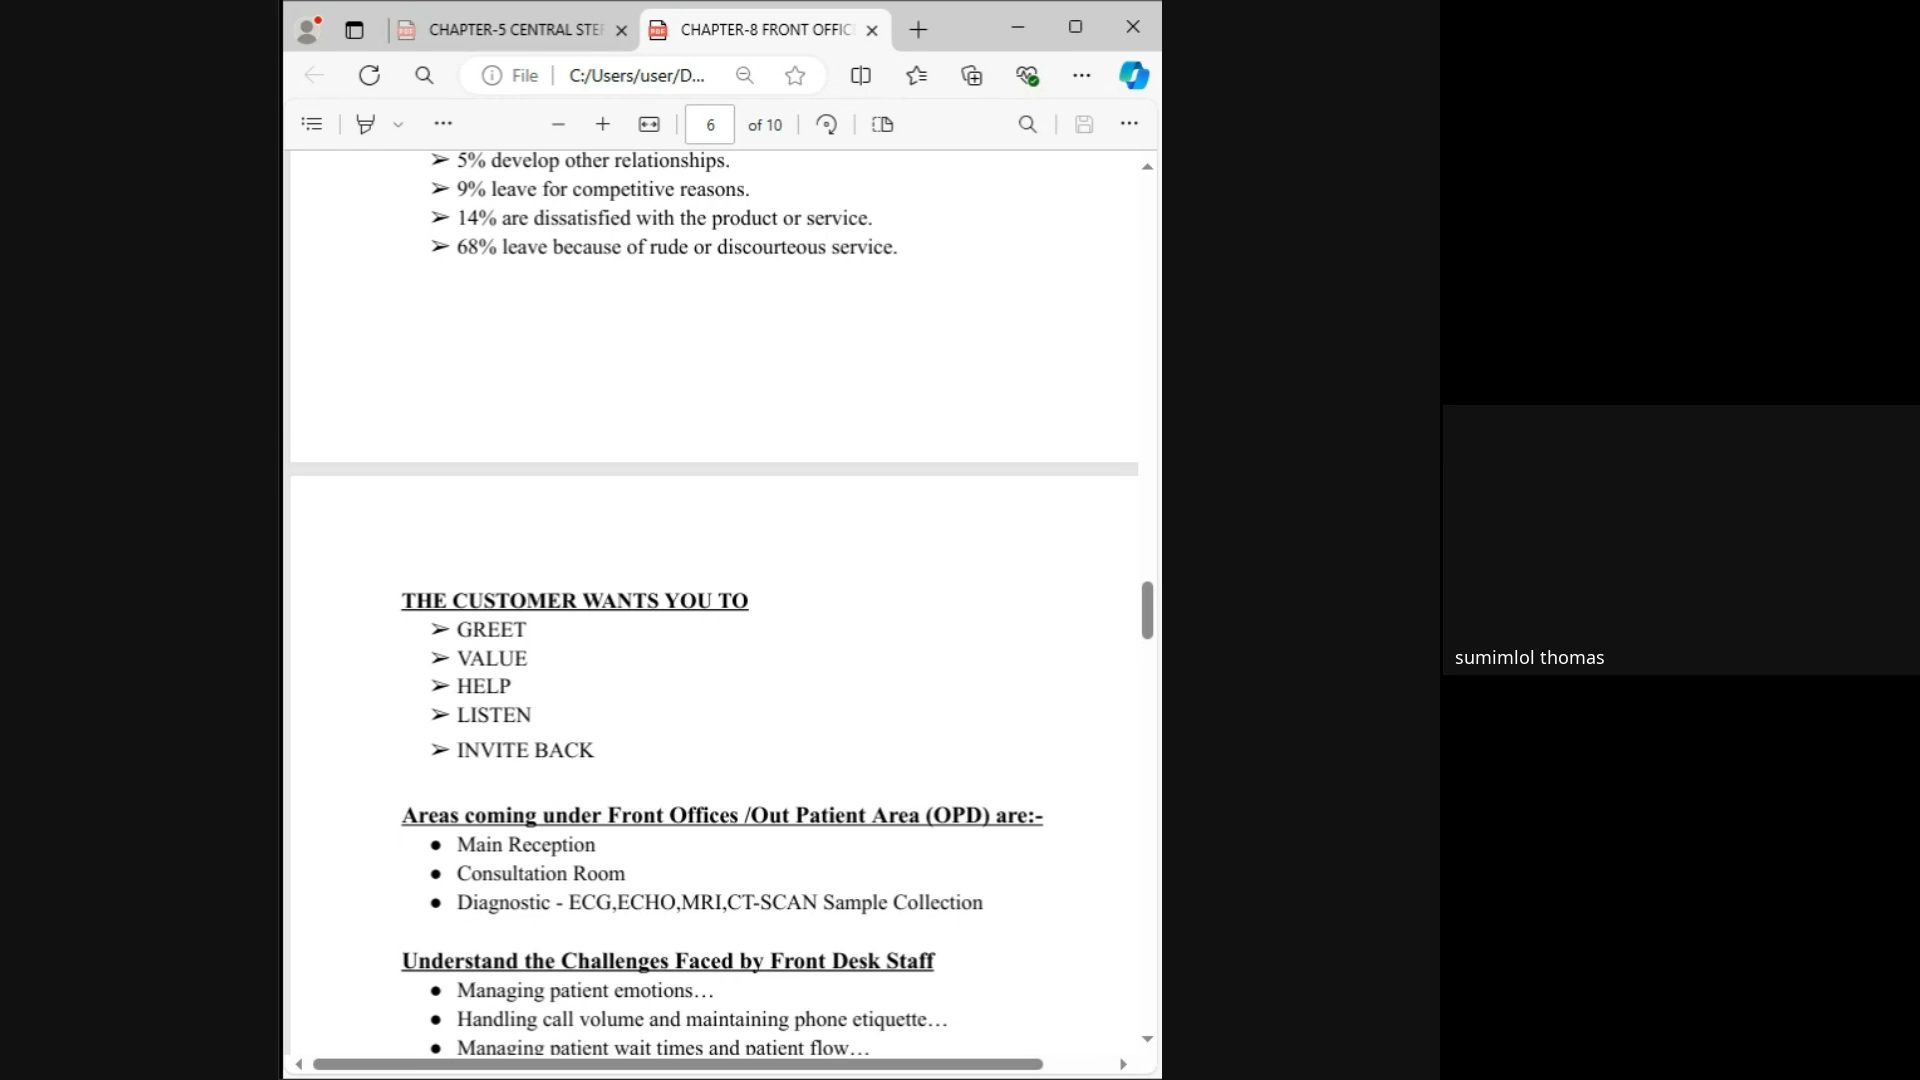 CHAPTER-5 CENTRAL STE
CHAPTER-8 FRONT OFFIC
File
C:/Users/user/D...
6
of 10
➢ 5% develop other relationships.
➢ 9% leave for competitive reasons.
➢ 14% are dissatisfied with the product or service.
➢ 68% leave because of rude or discourteous service.
THE CUSTOMER WANTS YOU TO
➢ GREET
➢ VALUE
➢ HELP
➢ LISTEN
➢ INVITE BACK
Areas coming under Front Offices /Out Patient Area (OPD) are:-
● Main Reception
● Consultation Room
● Diagnostic - ECG,ECHO,MRI,CT-SCAN Sample Collection
Understand the Challenges Faced by Front Desk Staff
● Managing patient emotions…
● Handling call volume and maintaining phone etiquette…
● Managing patient wait times and patient flow…
sumimlol thomas